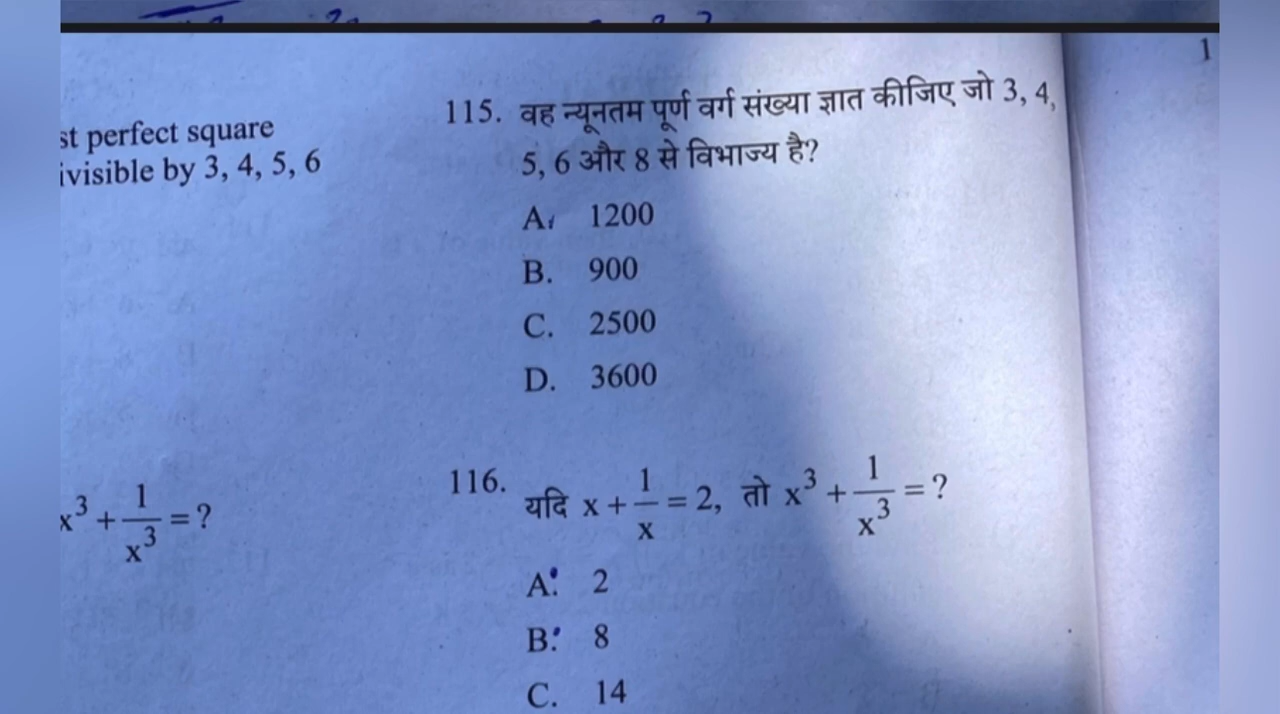 1
st perfect square
ivisible by 3, 4, 5, 6
x³ + 1/x³ = ?
115. वह न्यूनतम पूर्ण वर्ग संख्या ज्ञात कीजिए जो 3, 4,
5, 6 और 8 से विभाज्य है?
A. 1200
B. 900
C. 2500
D. 3600
116. यदि x + 1/x = 2, तो x³ + 1/x³ = ?
A. 2
B. 8
C. 14